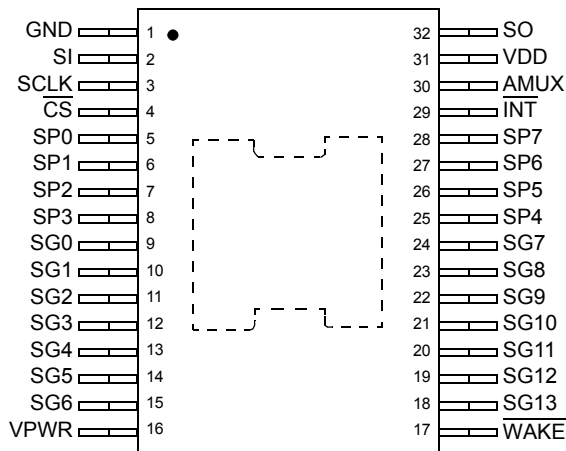 GND 1 32 SO
SI 2 31 VDD
SCLK 3 30 AMUX
CS 4 29 INT
SP0 5 28 SP7
SP1 6 27 SP6
SP2 7 26 SP5
SP3 8 25 SP4
SG0 9 24 SG7
SG1 10 23 SG8
SG2 11 22 SG9
SG3 12 21 SG10
SG4 13 20 SG11
SG5 14 19 SG12
SG6 15 18 SG13
VPWR 16 17 WAKE